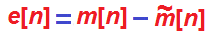 e[n] = m[n] − m̃[n]